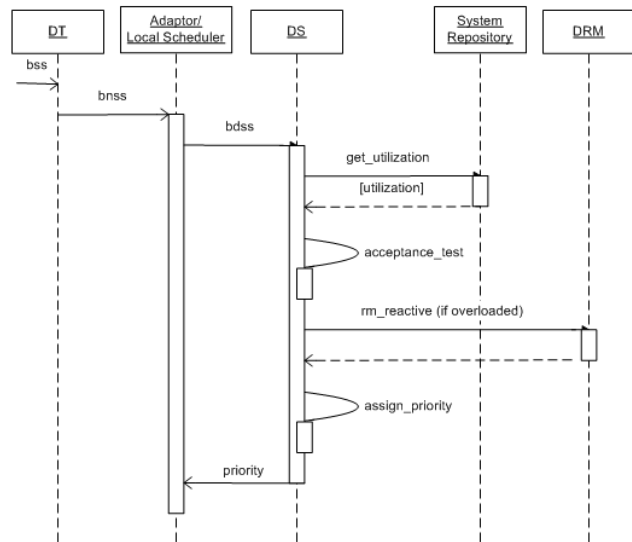 DT
Adaptor/
Local Scheduler
DS
System
Repository
DRM
bss
bnss
bdss
get_utilization
[utilization]
acceptance_test
rm_reactive (if overloaded)
assign_priority
priority